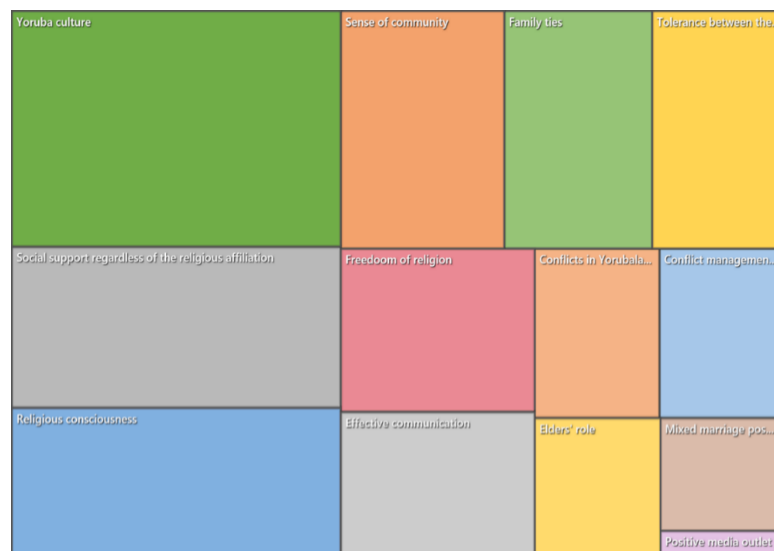 Yoruba culture
Sense of community
Family ties
Tolerance between the...
Social support regardless of the religious affiliation
Freedoom of religion
Conflicts in Yorubala...
Conflict managemen...
Religious consciousness
Effective communication
Elders' role
Mixed marriage pos...
Positive media outlet